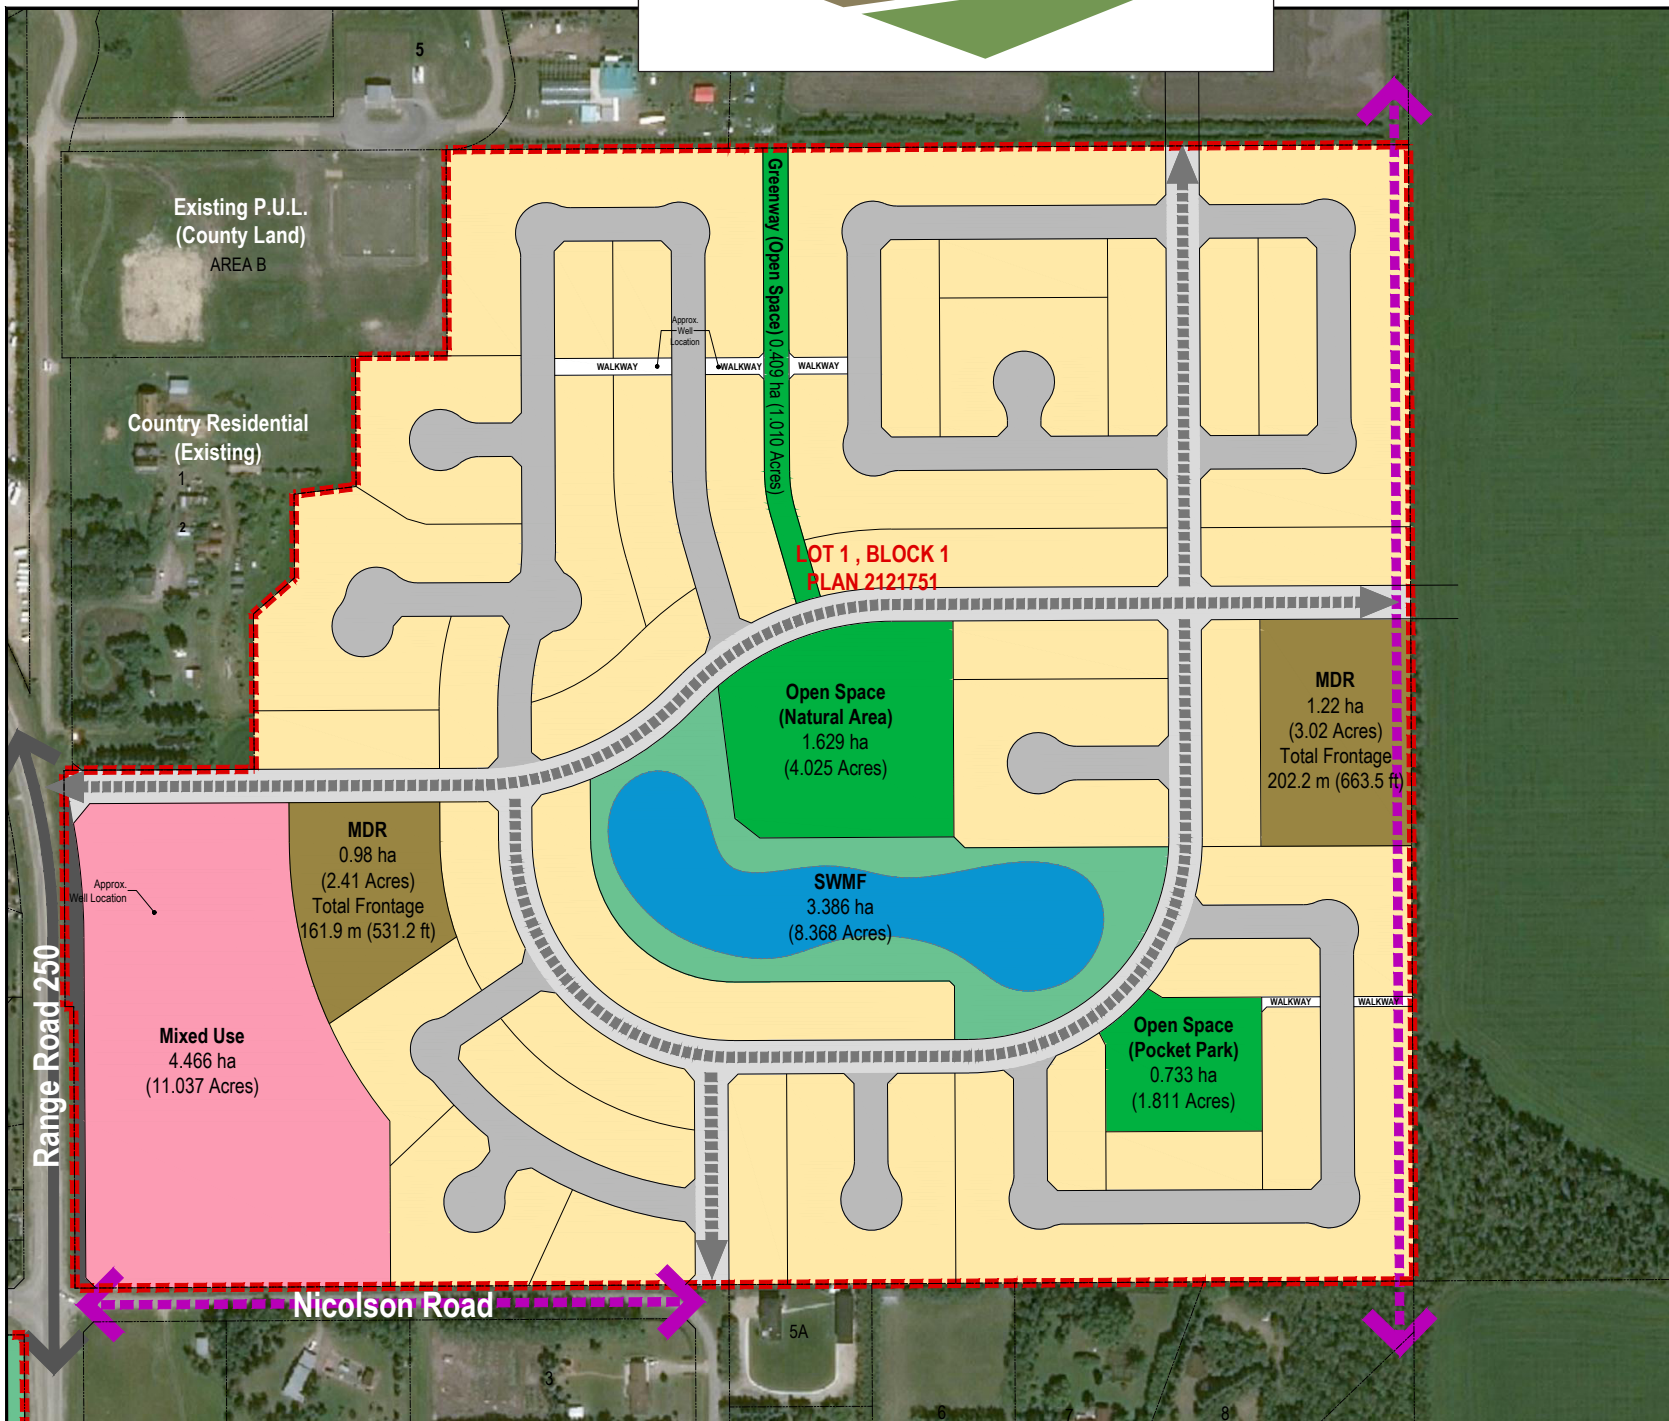 5
Existing P.U.L.
(County Land)
AREA B
Greenway (Open Space) 0.409 ha (1.010 Acres)
Approx.
Well
Location
WALKWAY
WALKWAY
WALKWAY
Country Residential
(Existing)
1
2
LOT 1 , BLOCK 1
PLAN 2121751
Open Space
(Natural Area)
1.629 ha
(4.025 Acres)
MDR
1.22 ha
(3.02 Acres)
Total Frontage
202.2 m (663.5 ft)
MDR
0.98 ha
(2.41 Acres)
Total Frontage
161.9 m (531.2 ft)
Approx.
Well Location
SWMF
3.386 ha
(8.368 Acres)
Range Road 250
Mixed Use
4.466 ha
(11.037 Acres)
WALKWAY
WALKWAY
Open Space
(Pocket Park)
0.733 ha
(1.811 Acres)
Nicolson Road
5A
3
6
7
8